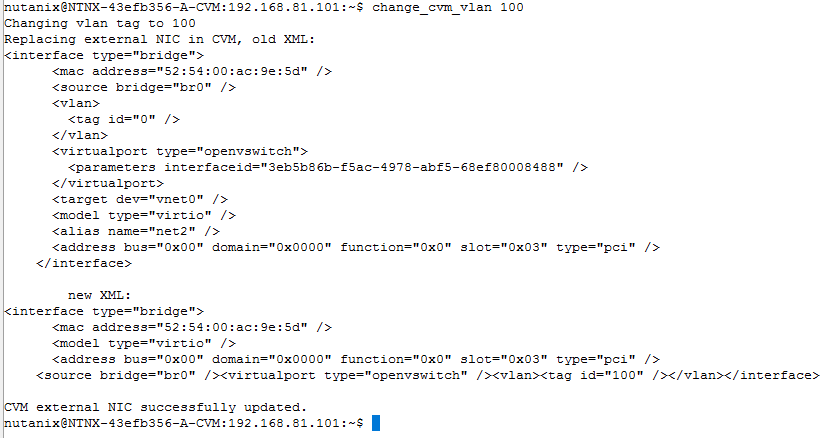 nutanix@NTNX-43efb356-A-CVM:192.168.81.101:~$ change_cvm_vlan 100
Changing vlan tag to 100
Replacing external NIC in CVM, old XML:
<interface type="bridge">
      <mac address="52:54:00:ac:9e:5d" />
      <source bridge="br0" />
      <vlan>
        <tag id="0" />
      </vlan>
      <virtualport type="openvswitch">
        <parameters interfaceid="3eb5b86b-f5ac-4978-abf5-68ef80008488" />
      </virtualport>
      <target dev="vnet0" />
      <model type="virtio" />
      <alias name="net2" />
      <address bus="0x00" domain="0x0000" function="0x0" slot="0x03" type="pci" />
    </interface>

        new XML:
<interface type="bridge">
      <mac address="52:54:00:ac:9e:5d" />
      <model type="virtio" />
      <address bus="0x00" domain="0x0000" function="0x0" slot="0x03" type="pci" />
    <source bridge="br0" /><virtualport type="openvswitch" /><vlan><tag id="100" /></vlan></interface>

CVM external NIC successfully updated.
nutanix@NTNX-43efb356-A-CVM:192.168.81.101:~$